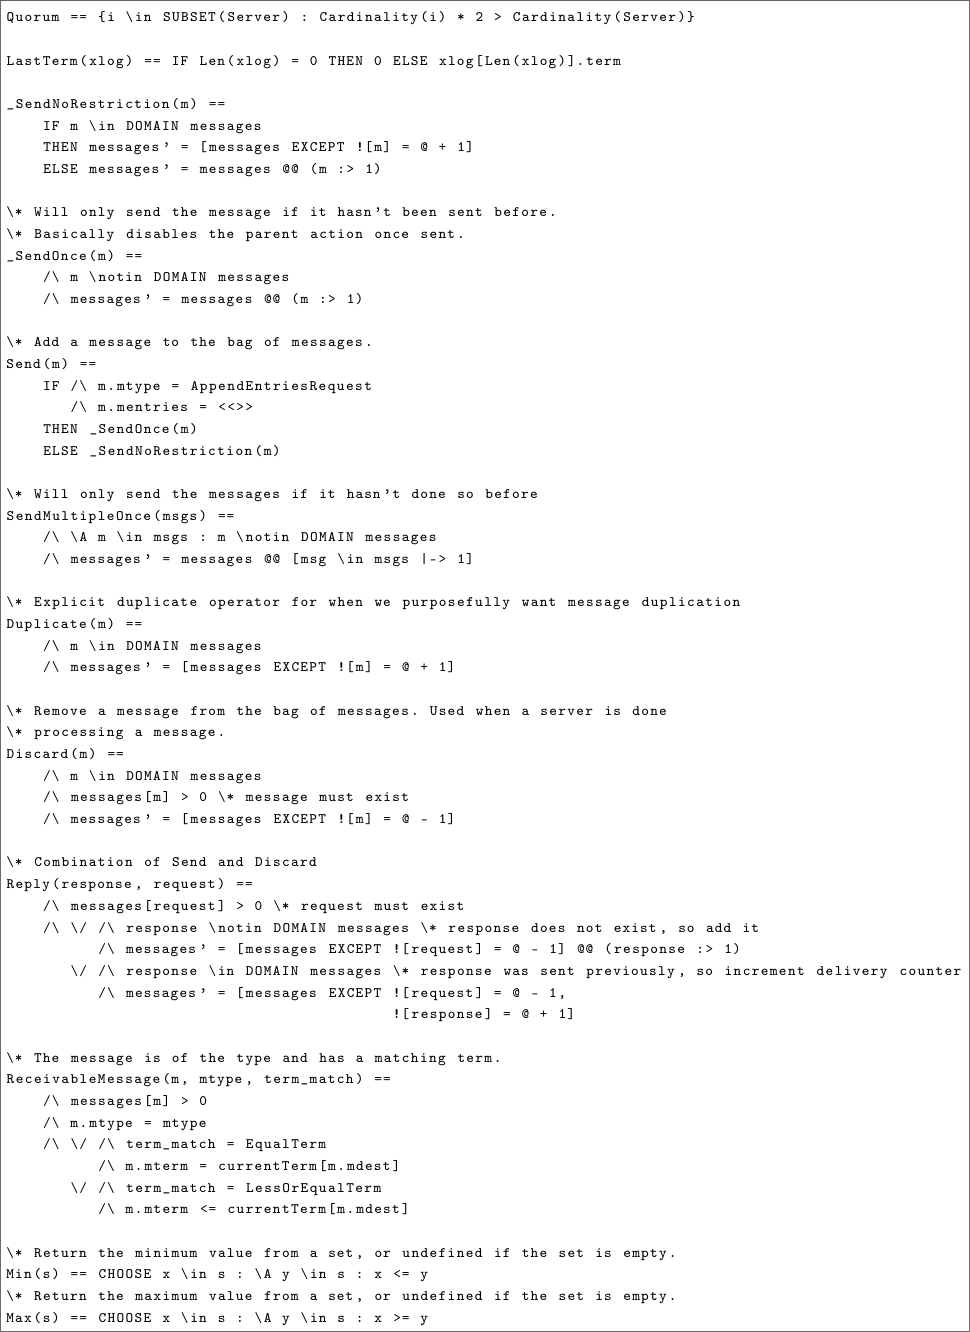 Quorum == {i \in SUBSET(Server) : Cardinality(i) * 2 > Cardinality(Server)}

LastTerm(xlog) == IF Len(xlog) = 0 THEN 0 ELSE xlog[Len(xlog)].term

_SendNoRestriction(m) ==
    IF m \in DOMAIN messages
    THEN messages' = [messages EXCEPT ![m] = @ + 1]
    ELSE messages' = messages @@ (m :> 1)

\* Will only send the message if it hasn't been sent before.
\* Basically disables the parent action once sent.
_SendOnce(m) ==
    /\ m \notin DOMAIN messages
    /\ messages' = messages @@ (m :> 1)

\* Add a message to the bag of messages.
Send(m) ==
    IF /\ m.mtype = AppendEntriesRequest
       /\ m.mentries = <<>>
    THEN _SendOnce(m)
    ELSE _SendNoRestriction(m)

\* Will only send the messages if it hasn't done so before
SendMultipleOnce(msgs) ==
    /\ \A m \in msgs : m \notin DOMAIN messages
    /\ messages' = messages @@ [msg \in msgs |-> 1]

\* Explicit duplicate operator for when we purposefully want message duplication
Duplicate(m) ==
    /\ m \in DOMAIN messages
    /\ messages' = [messages EXCEPT ![m] = @ + 1]

\* Remove a message from the bag of messages. Used when a server is done
\* processing a message.
Discard(m) ==
    /\ m \in DOMAIN messages
    /\ messages[m] > 0 \* message must exist
    /\ messages' = [messages EXCEPT ![m] = @ - 1]

\* Combination of Send and Discard
Reply(response, request) ==
    /\ messages[request] > 0 \* request must exist
    /\ \/ /\ response \notin DOMAIN messages \* response does not exist, so add it
          /\ messages' = [messages EXCEPT ![request] = @ - 1] @@ (response :> 1)
       \/ /\ response \in DOMAIN messages \* response was sent previously, so increment delivery counter
          /\ messages' = [messages EXCEPT ![request] = @ - 1,
                                          ![response] = @ + 1]

\* The message is of the type and has a matching term.
ReceivableMessage(m, mtype, term_match) ==
    /\ messages[m] > 0
    /\ m.mtype = mtype
    /\ \/ /\ term_match = EqualTerm
          /\ m.mterm = currentTerm[m.mdest]
       \/ /\ term_match = LessOrEqualTerm
          /\ m.mterm <= currentTerm[m.mdest]

\* Return the minimum value from a set, or undefined if the set is empty.
Min(s) == CHOOSE x \in s : \A y \in s : x <= y
\* Return the maximum value from a set, or undefined if the set is empty.
Max(s) == CHOOSE x \in s : \A y \in s : x >= y